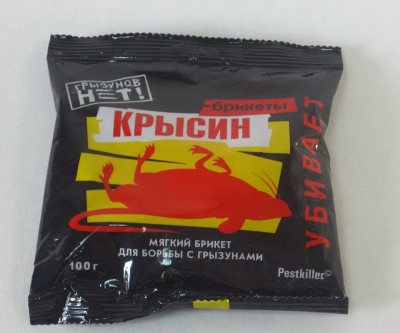 ГРЫЗУНОВ
НЕТ!
-брикеты
КРЫСИН
УБИВАЕТ
МЯГКИЙ БРИКЕТ
ДЛЯ БОРЬБЫ С ГРЫЗУНАМИ
100 г
Pestkiller©